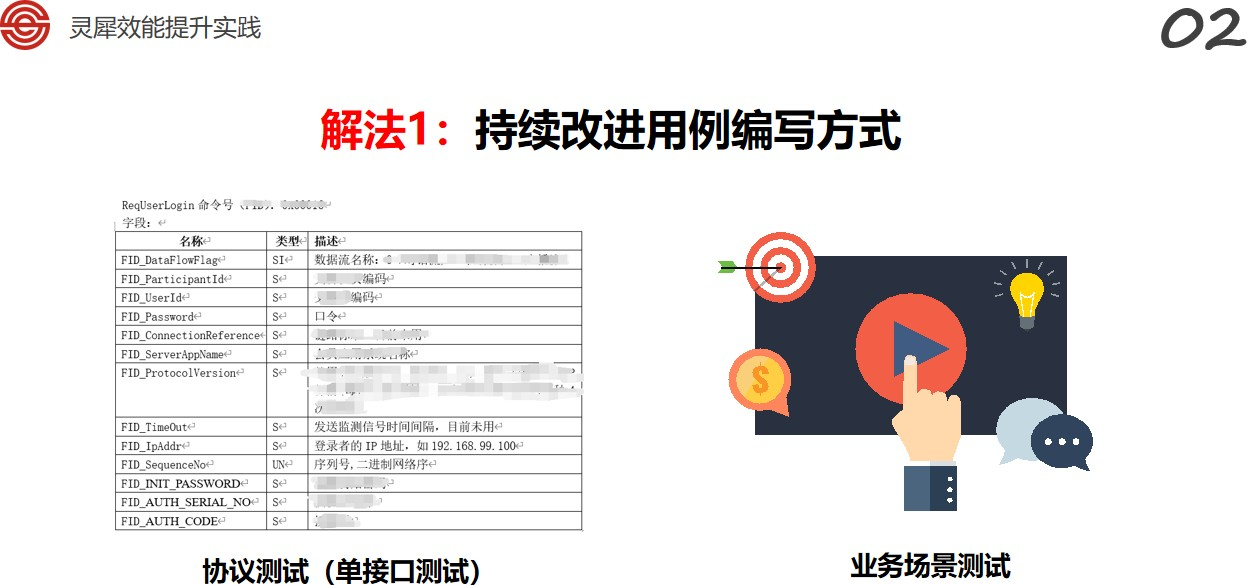 灵犀效能提升实践
02
解法1：持续改进用例编写方式
ReqUserLogin 命令号（FID）：
字段：
名称 类型 描述
FID_DataFlowFlag SI 数据流名称：
FID_ParticipantId S 编码
FID_UserId S 编码
FID_Password S 口令
FID_ConnectionReference S
FID_ServerAppName S
FID_ProtocolVersion S
FID_TimeOut S 发送监测信号时间间隔，目前未用
FID_IpAddr S 登录者的 IP 地址，如 192.168.99.100
FID_SequenceNo UN 序列号,二进制网络序
FID_INIT_PASSWORD S
FID_AUTH_SERIAL_NO S
FID_AUTH_CODE S
$
协议测试（单接口测试）
业务场景测试